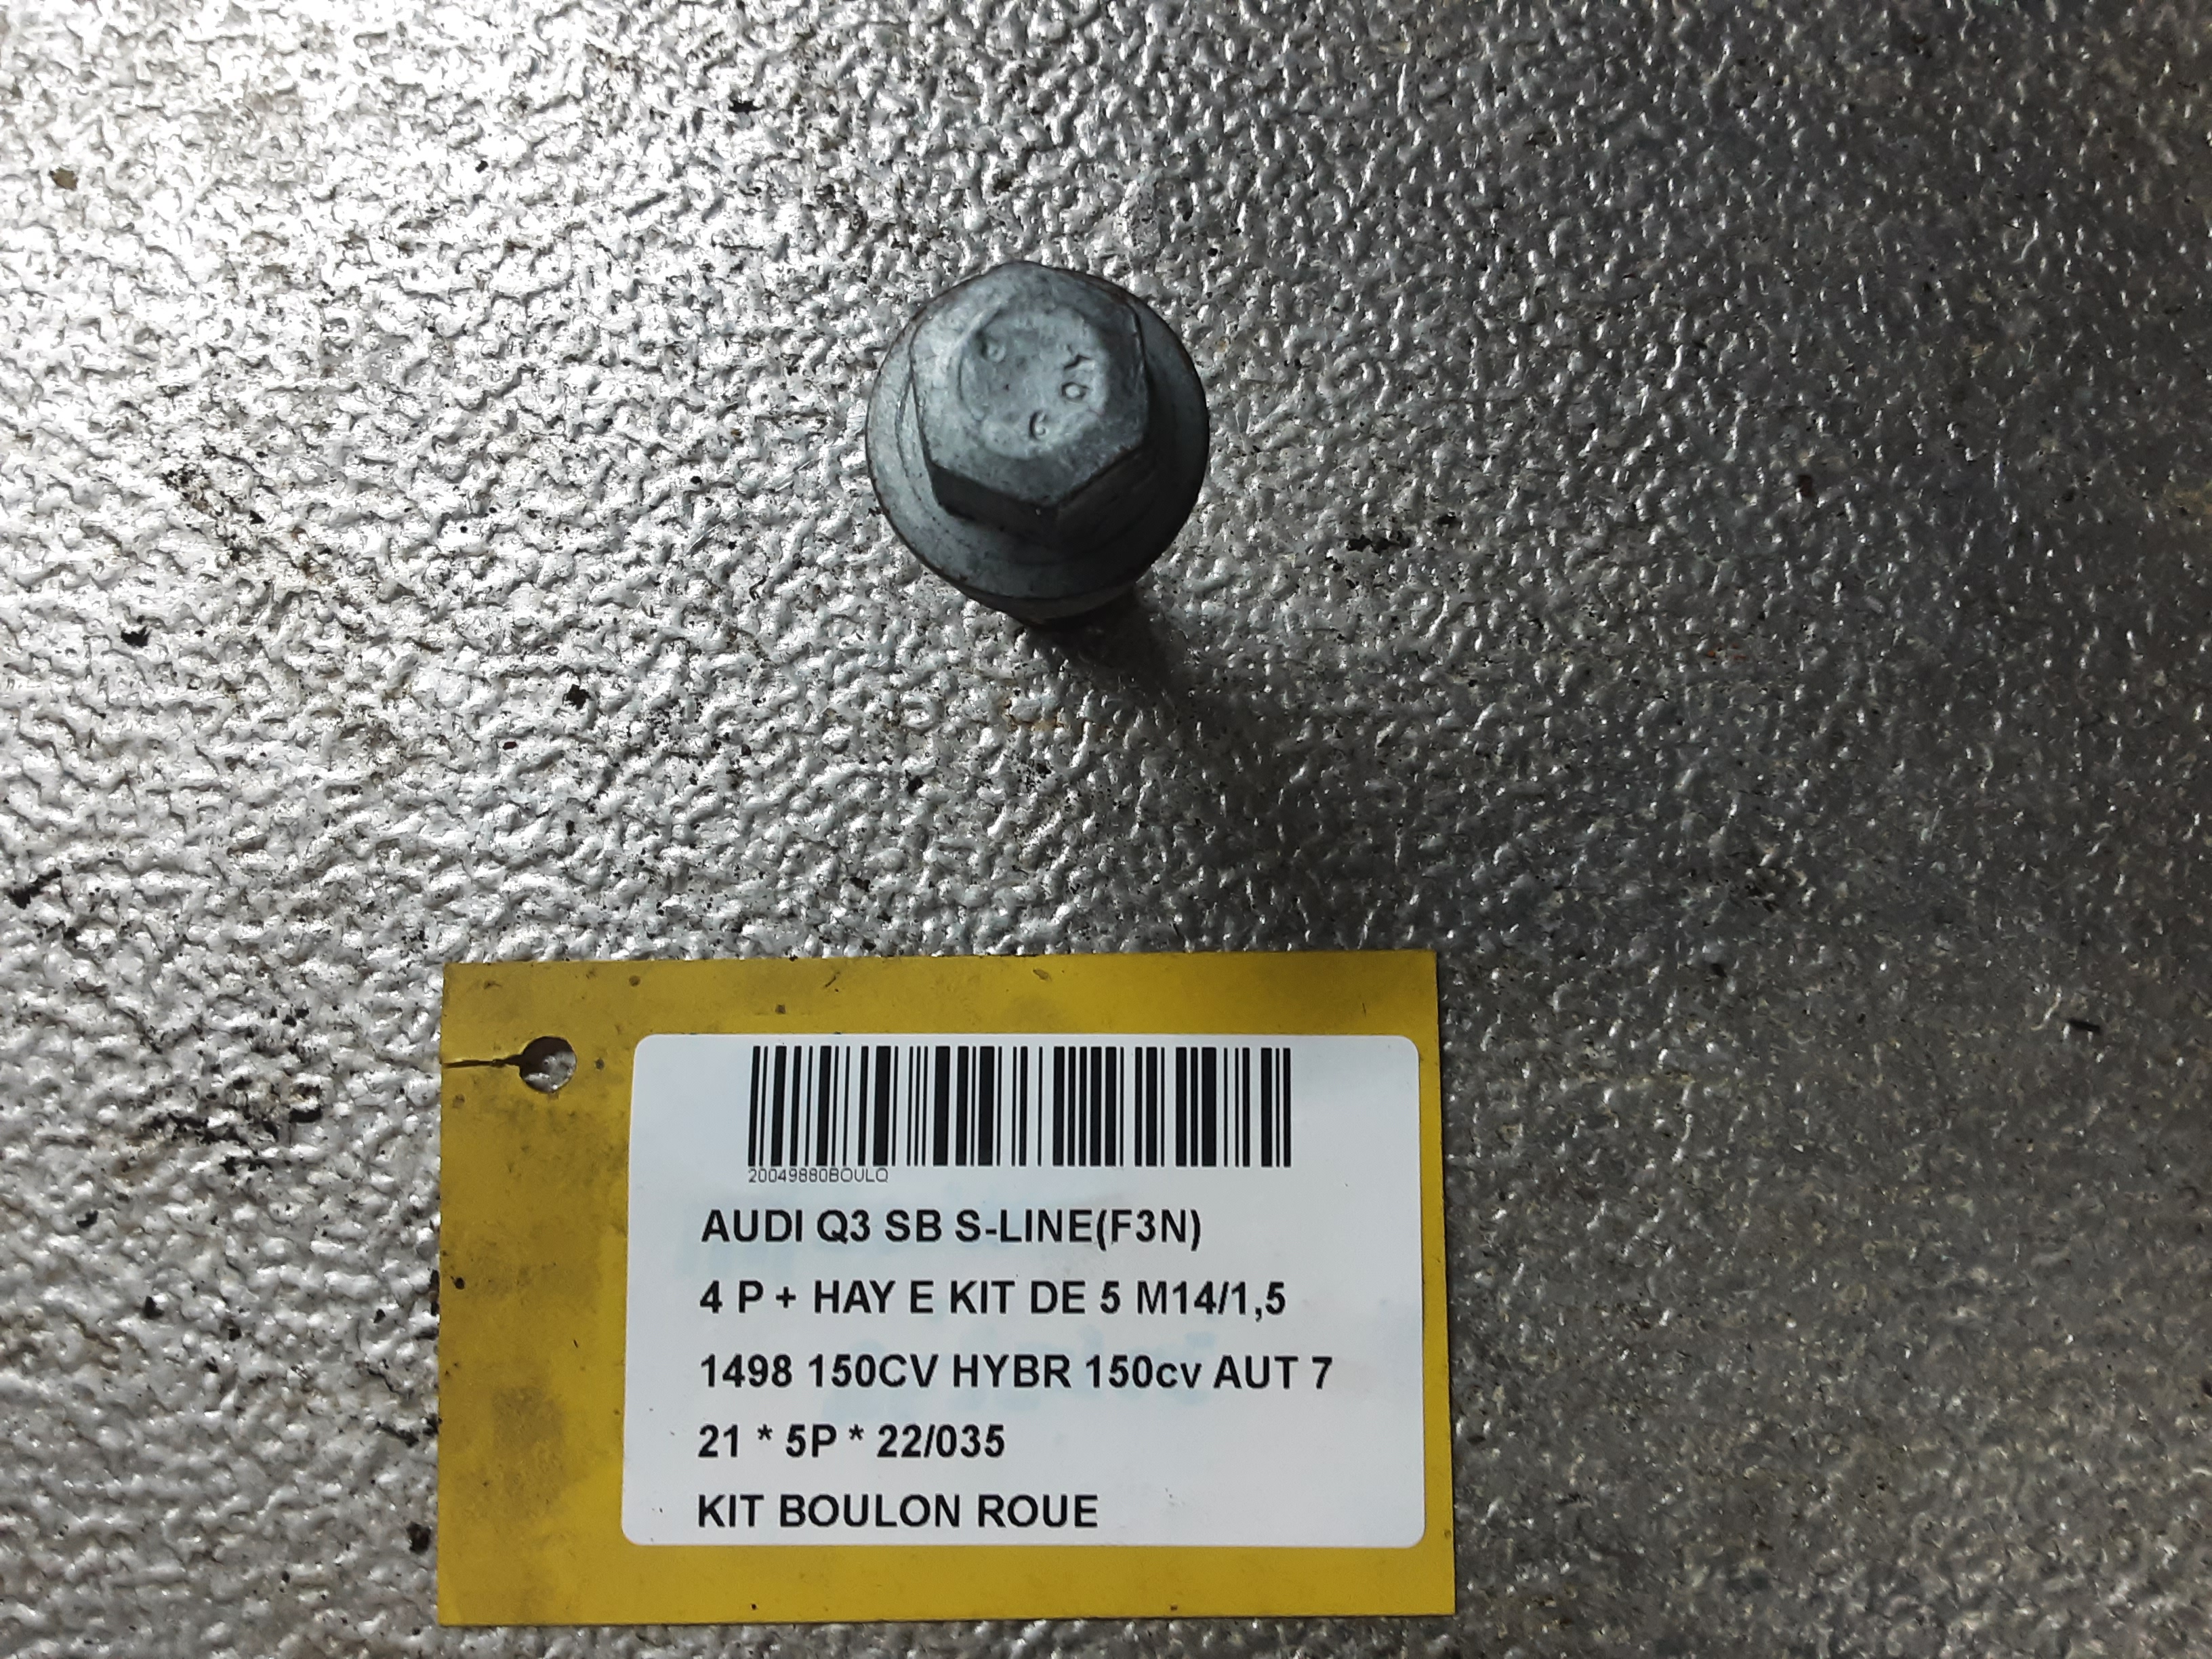 20049880BOULQ
AUDI Q3 SB S-LINE(F3N)
4 P + HAY E KIT DE 5 M14/1,5
1498 150CV HYBR 150cv AUT 7
21 * 5P * 22/035
KIT BOULON ROUE